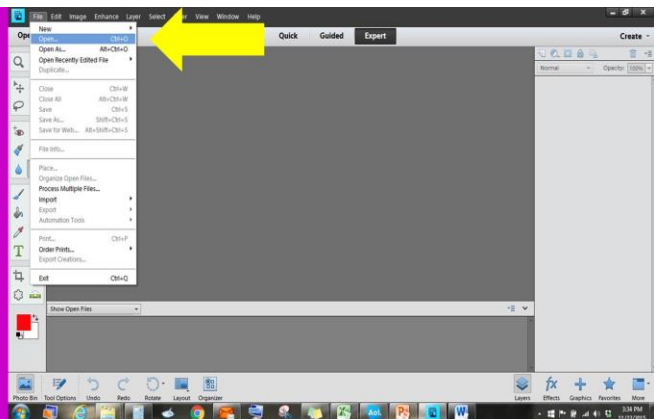 File Edit Image Enhance Layer Select View Window Help
Quick Guided Expert Create
New
Open... Ctrl+O
Open As... Alt+Ctrl+O
Open Recently Edited File
Duplicate...
Close Ctrl+W
Close All Alt+Ctrl+W
Save Ctrl+S
Save As... Shift+Ctrl+S
Save for Web... Alt+Shift+Ctrl+S
File Info...
Place...
Organize Open Files...
Process Multiple Files...
Import
Export
Automation Tools
Print... Ctrl+P
Order Prints...
Export Creations...
Exit Ctrl+Q
Normal Opacity: 100%
T
Show Open Files
Photo Bin Tool Options Undo Redo Rotate Layout Organizer Layers Effects Graphics Favorites More
fx
Aol.
3:34 PM